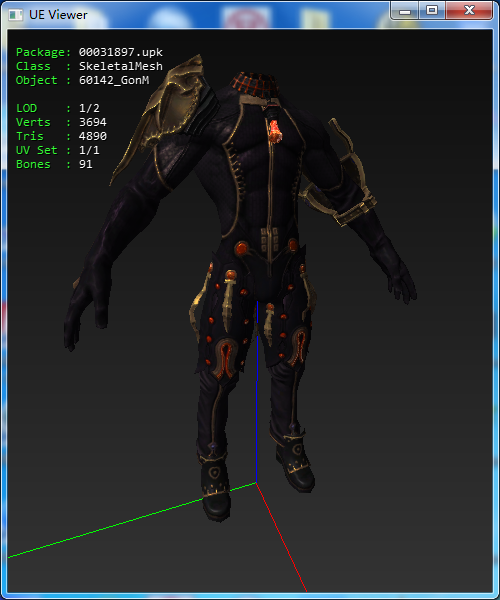 UE Viewer
Package: 00031897.upk
Class : SkeletalMesh
Object : 60142_GonM
LOD : 1/2
Verts : 3694
Tris : 4890
UV Set : 1/1
Bones : 91